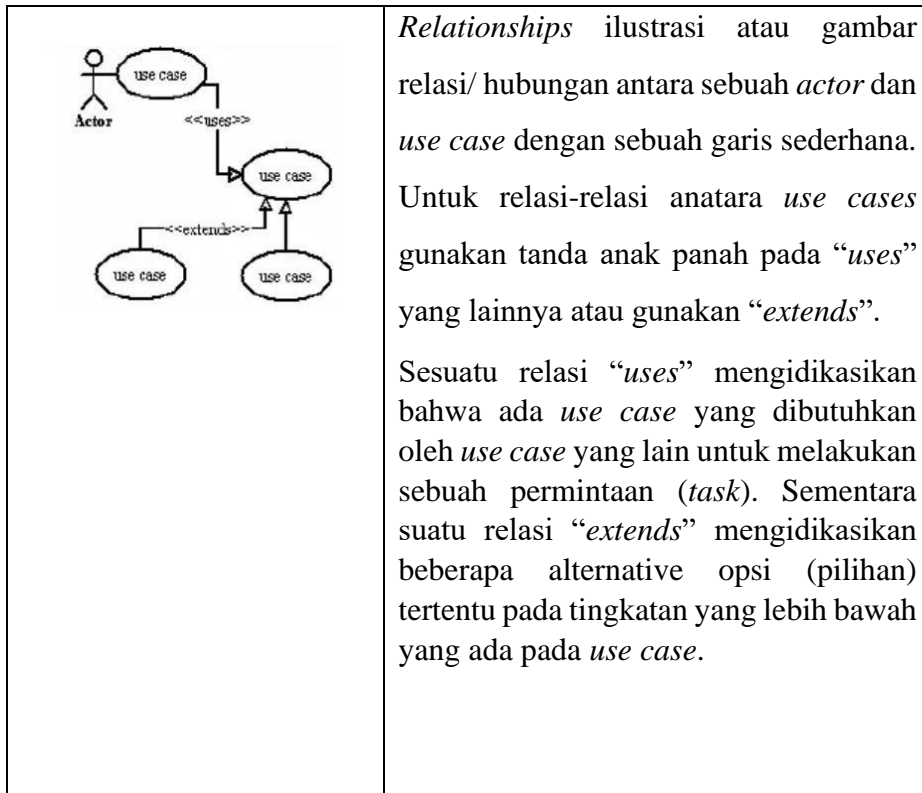 use case
Actor
<<uses>>
use case
<<extends>>
use case
use case
Relationships ilustrasi atau gambar
relasi/ hubungan antara sebuah actor dan
use case dengan sebuah garis sederhana.
Untuk relasi-relasi anatara use cases
gunakan tanda anak panah pada “uses”
yang lainnya atau gunakan “extends”.
Sesuatu relasi “uses” mengidikasikan
bahwa ada use case yang dibutuhkan
oleh use case yang lain untuk melakukan
sebuah permintaan (task). Sementara
suatu relasi “extends” mengidikasikan
beberapa alternative opsi (pilihan)
tertentu pada tingkatan yang lebih bawah
yang ada pada use case.